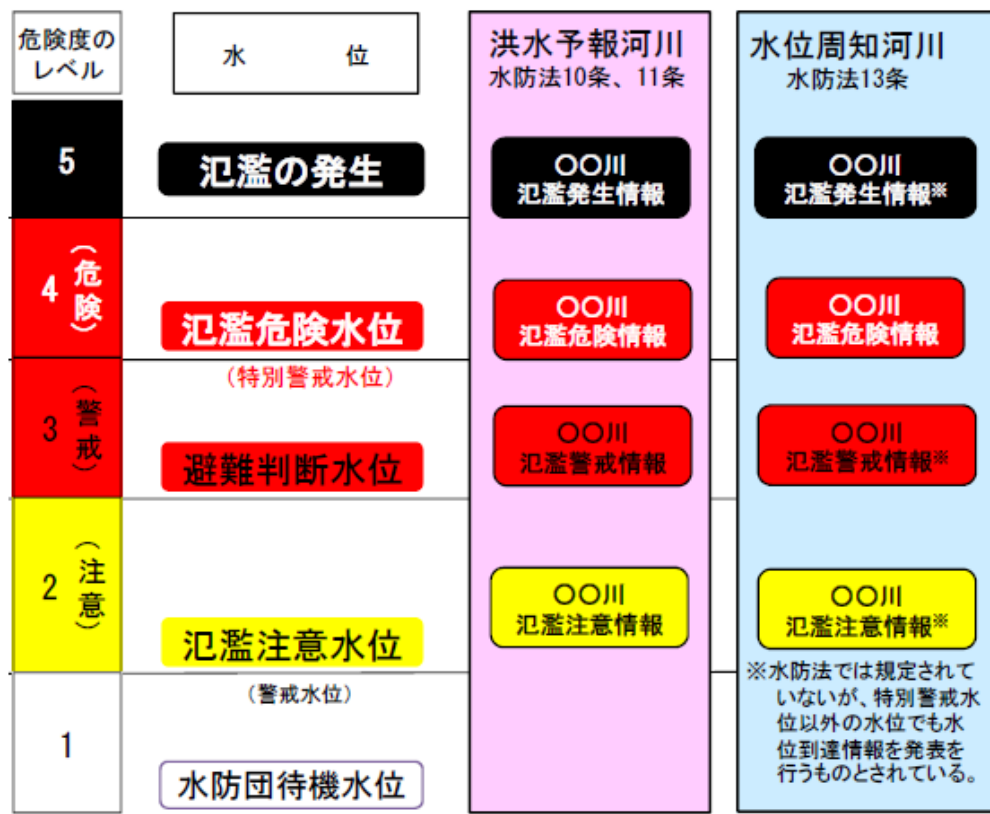 危険度の
レベル
水　　　位
洪水予報河川
水防法10条、11条
水位周知河川
水防法13条
5
氾濫の発生
〇〇川
氾濫発生情報
〇〇川
氾濫発生情報※
4
（危険）
氾濫危険水位
（特別警戒水位）
〇〇川
氾濫危険情報
〇〇川
氾濫危険情報
3
（警戒）
避難判断水位
〇〇川
氾濫警戒情報
〇〇川
氾濫警戒情報※
2
（注意）
氾濫注意水位
（警戒水位）
〇〇川
氾濫注意情報
〇〇川
氾濫注意情報※
1
水防団待機水位
※水防法では規定されて
いないが、特別警戒水
位以外の水位でも水
位到達情報を発表を
行うものとされている。